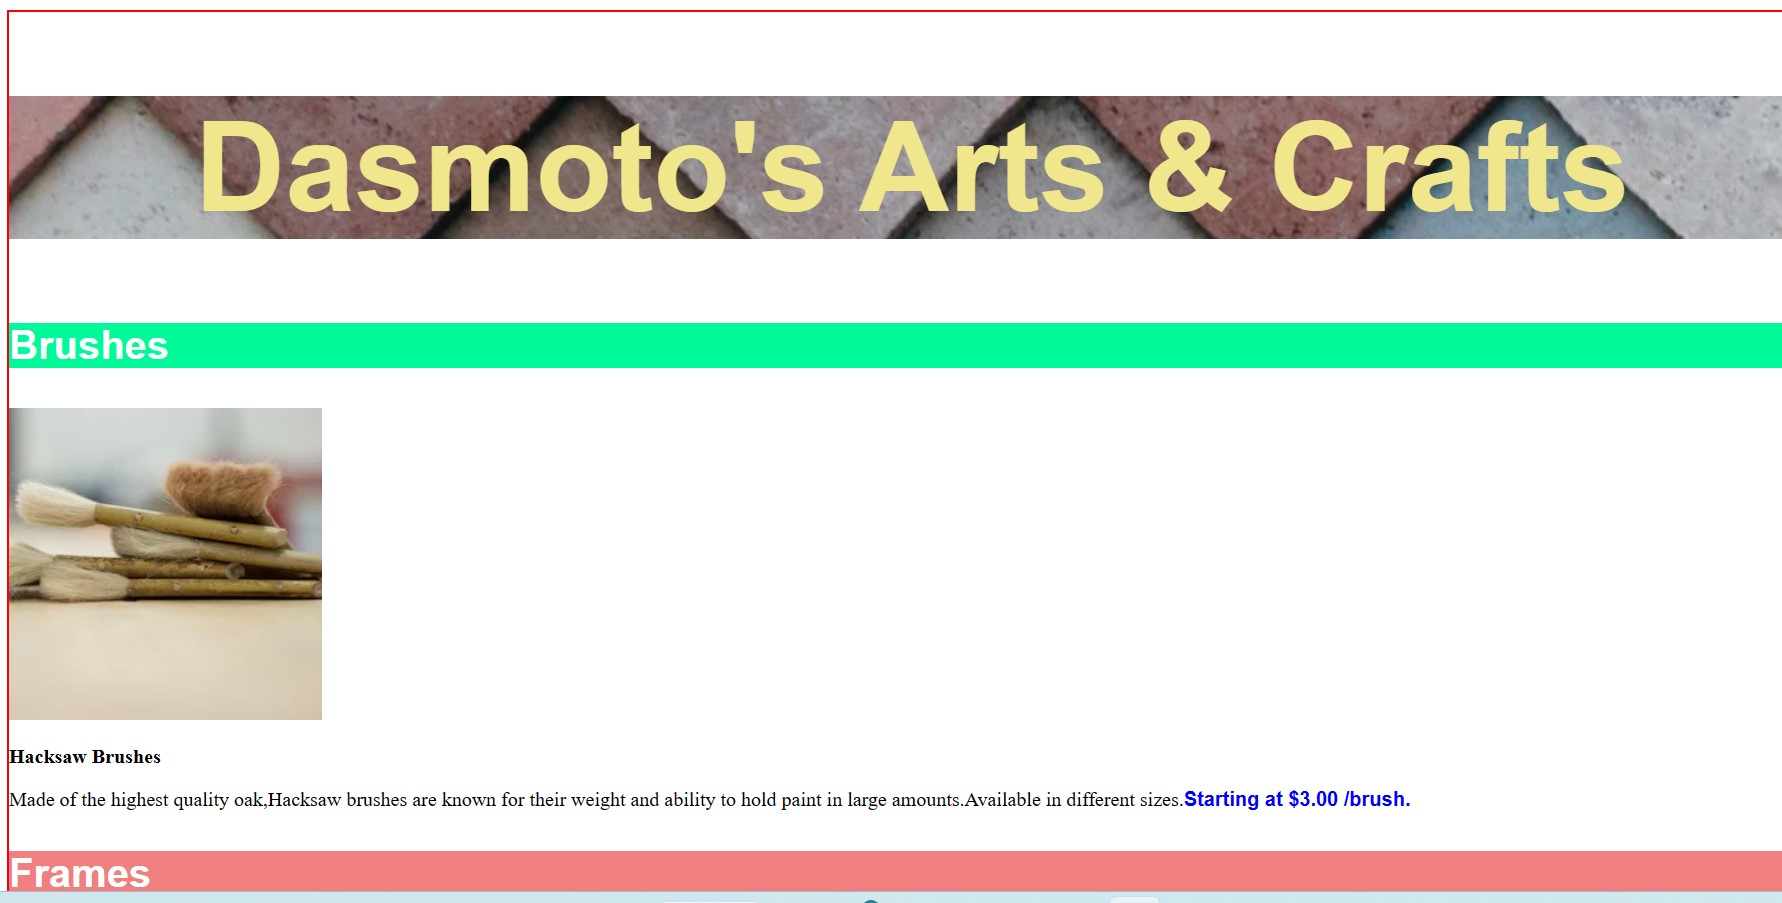 Dasmoto's Arts & Crafts
Brushes
Hacksaw Brushes
Made of the highest quality oak,Hacksaw brushes are known for their weight and ability to hold paint in large amounts.Available in different sizes.Starting at $3.00 /brush.
Frames